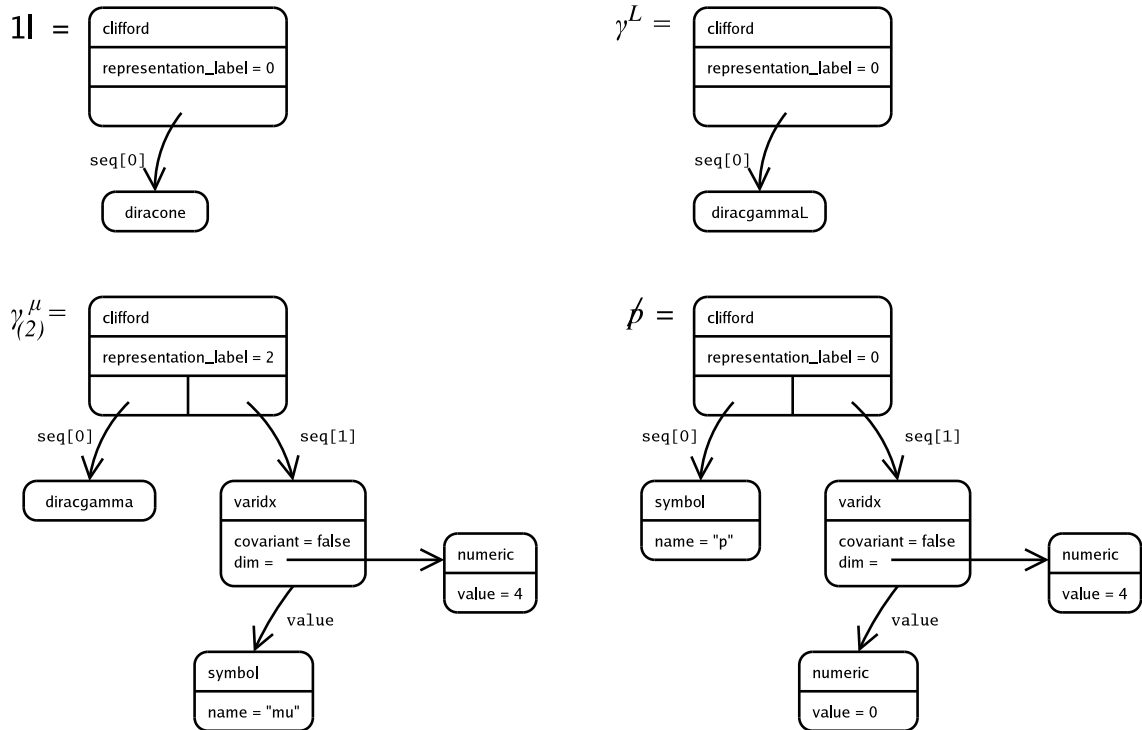 1l =
clifford
representation_label = 0
seq[0]
diracone
γ^L =
clifford
representation_label = 0
seq[0]
diracgammaL
γ^μ_(2) =
clifford
representation_label = 2
seq[0]
seq[1]
diracgamma
varidx
covariant = false
dim =
numeric
value = 4
value
symbol
name = "mu"
p̸ =
clifford
representation_label = 0
seq[0]
seq[1]
symbol
name = "p"
varidx
covariant = false
dim =
numeric
value = 4
value
numeric
value = 0